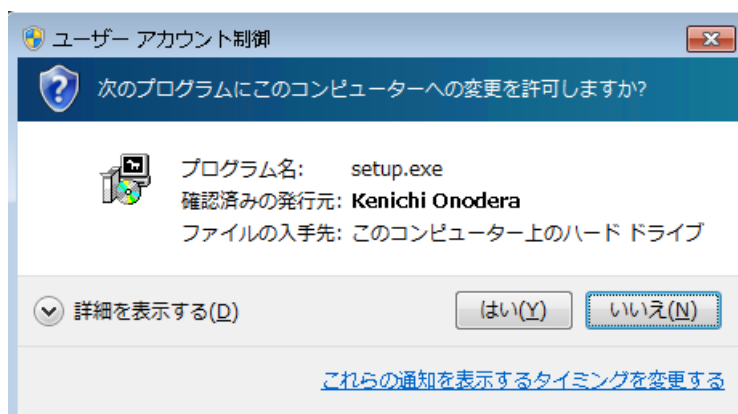 ユーザー アカウント制御
次のプログラムにこのコンピューターへの変更を許可しますか?
プログラム名: setup.exe
確認済みの発行元: Kenichi Onodera
ファイルの入手先: このコンピューター上のハード ドライブ
詳細を表示する(D) はい(Y) いいえ(N)
これらの通知を表示するタイミングを変更する